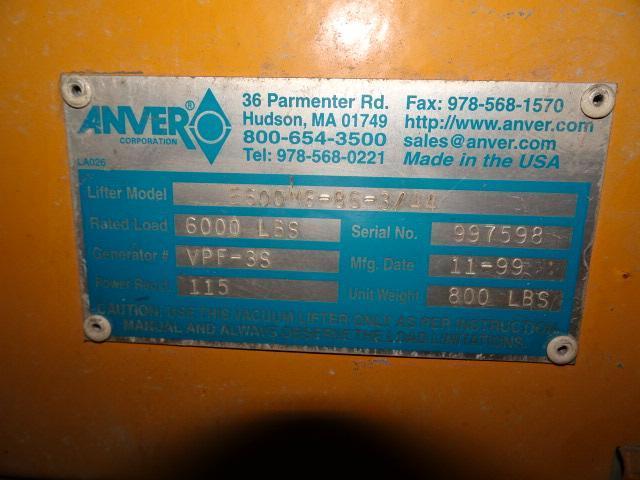 ANVER®
CORPORATION
LA026
36 Parmenter Rd.
Hudson, MA 01749
800-654-3500
Tel: 978-568-0221
Fax: 978-568-1570
http://www.anver.com
sales@anver.com
Made in the USA
Lifter Model
Rated Load 6000 LBS Serial No. 997598
Generator # VPF-3S Mfg. Date 11-99
Power Req'd. 115 Unit Weight 800 LBS
CAUTION: USE THIS VACUUM LIFTER ONLY AS PER INSTRUCTION
MANUAL AND ALWAYS OBSERVE THE LOAD LIMITATIONS.